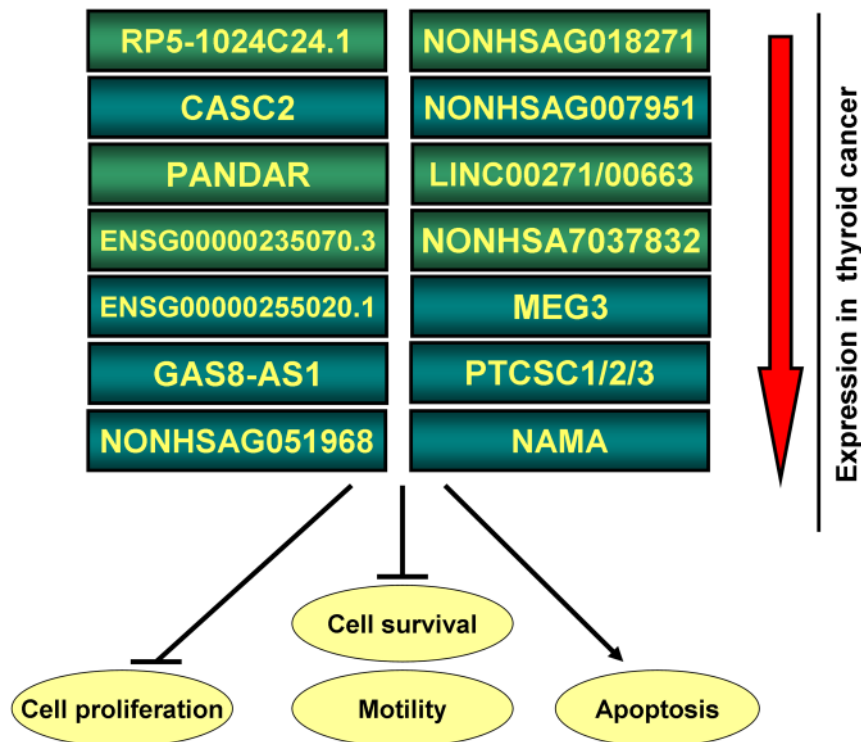 RP5-1024C24.1
NONHSAG018271
CASC2
NONHSAG007951
PANDAR
LINC00271/00663
ENSG00000235070.3
NONHSA7037832
ENSG00000255020.1
MEG3
GAS8-AS1
PTCSC1/2/3
NONHSAG051968
NAMA
Expression in thyroid cancer
Cell survival
Cell proliferation
Motility
Apoptosis